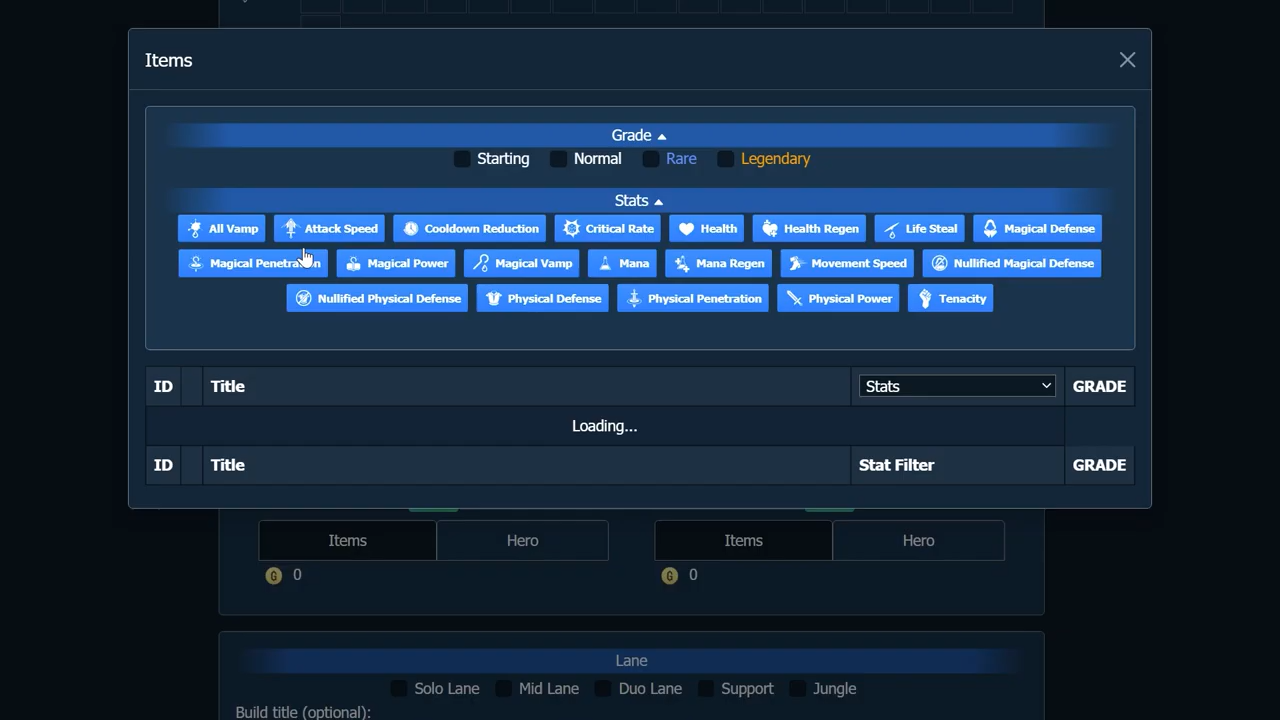 Items
Grade
Starting Normal Rare Legendary
Stats
All Vamp Attack Speed Cooldown Reduction Critical Rate Health Health Regen Life Steal Magical Defense
Magical Penetration Magical Power Magical Vamp Mana Mana Regen Movement Speed Nullified Magical Defense
Nullified Physical Defense Physical Defense Physical Penetration Physical Power Tenacity
ID Title Stats GRADE
Loading...
ID Title Stat Filter GRADE
Items Hero Items Hero
G 0 G 0
Lane
Solo Lane Mid Lane Duo Lane Support Jungle
Build title (optional):